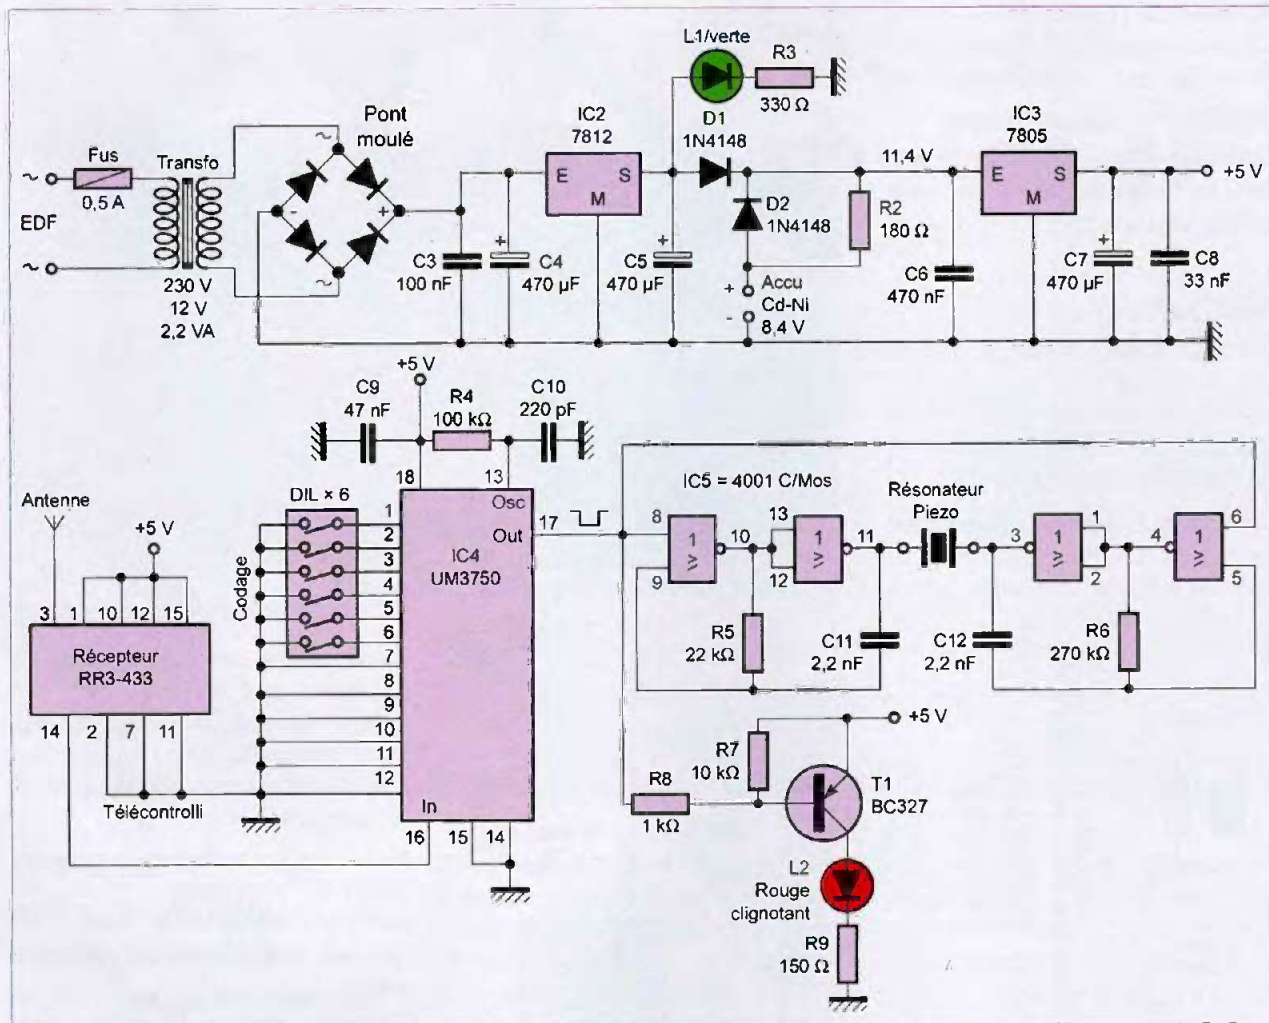 L1/verte
R3
330 Ω
D1
1N4148
IC2
7812
IC3
7805
Pont
moulé
Fus
0,5 A
Transfo
~
~
EDF
~
~
-
+
E
S
M
11,4 V
E
S
M
+5 V
D2
1N4148
R2
180 Ω
230 V
12 V
2,2 VA
C3
100 nF
+
C4
470 µF
+
C5
470 µF
+
-
Accu
Cd-Ni
8,4 V
C6
470 nF
+
C7
470 µF
C8
33 nF
+5 V
C9
47 nF
R4
100 kΩ
C10
220 pF
18
13
Osc
Out
17
IC4
UM3750
In
DIL × 6
Codage
1
2
3
4
5
6
7
8
9
10
11
12
16
15
14
Antenne
+5 V
3
1
10
12
15
Récepteur
RR3-433
14
2
7
11
Télécontrolli
IC5 = 4001 C/Mos
Résonateur
Piezo
8
9
1
≥
10
13
12
1
≥
11
3
1
≥
1
2
4
1
≥
6
5
R5
22 kΩ
C11
2,2 nF
C12
2,2 nF
R6
270 kΩ
+5 V
R7
10 kΩ
R8
1 kΩ
T1
BC327
L2
Rouge
clignotant
R9
150 Ω